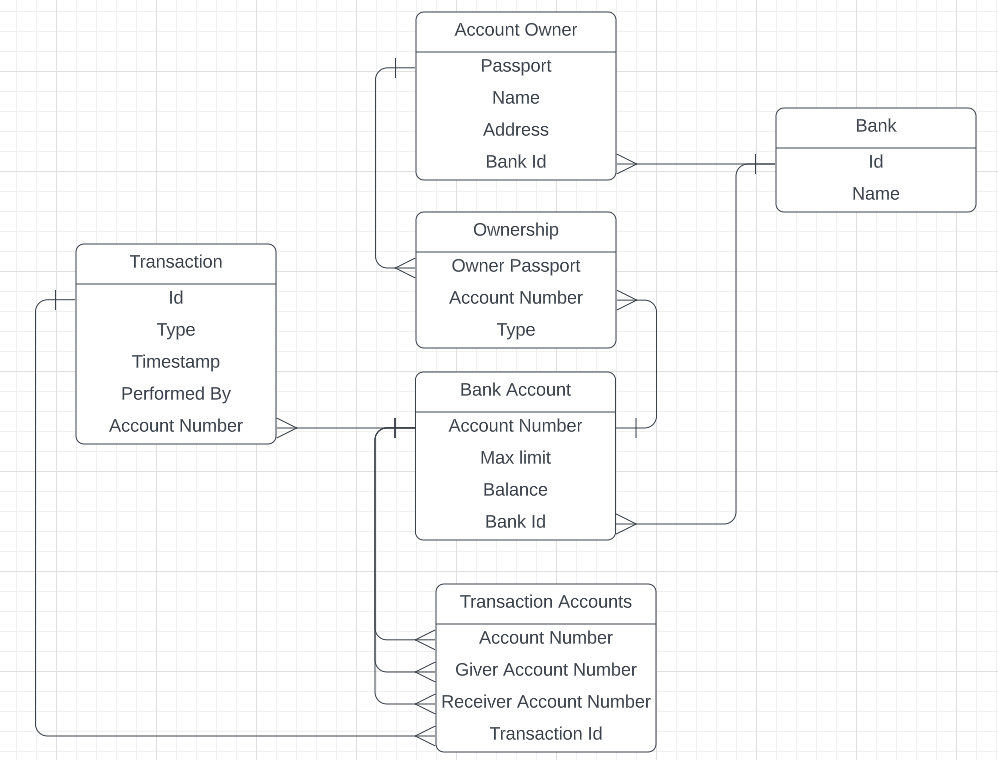 Account Owner
Passport
Name
Address
Bank Id
Bank
Id
Name
Ownership
Owner Passport
Account Number
Type
Transaction
Id
Type
Timestamp
Performed By
Account Number
Bank Account
Account Number
Max limit
Balance
Bank Id
Transaction Accounts
Account Number
Giver Account Number
Receiver Account Number
Transaction Id